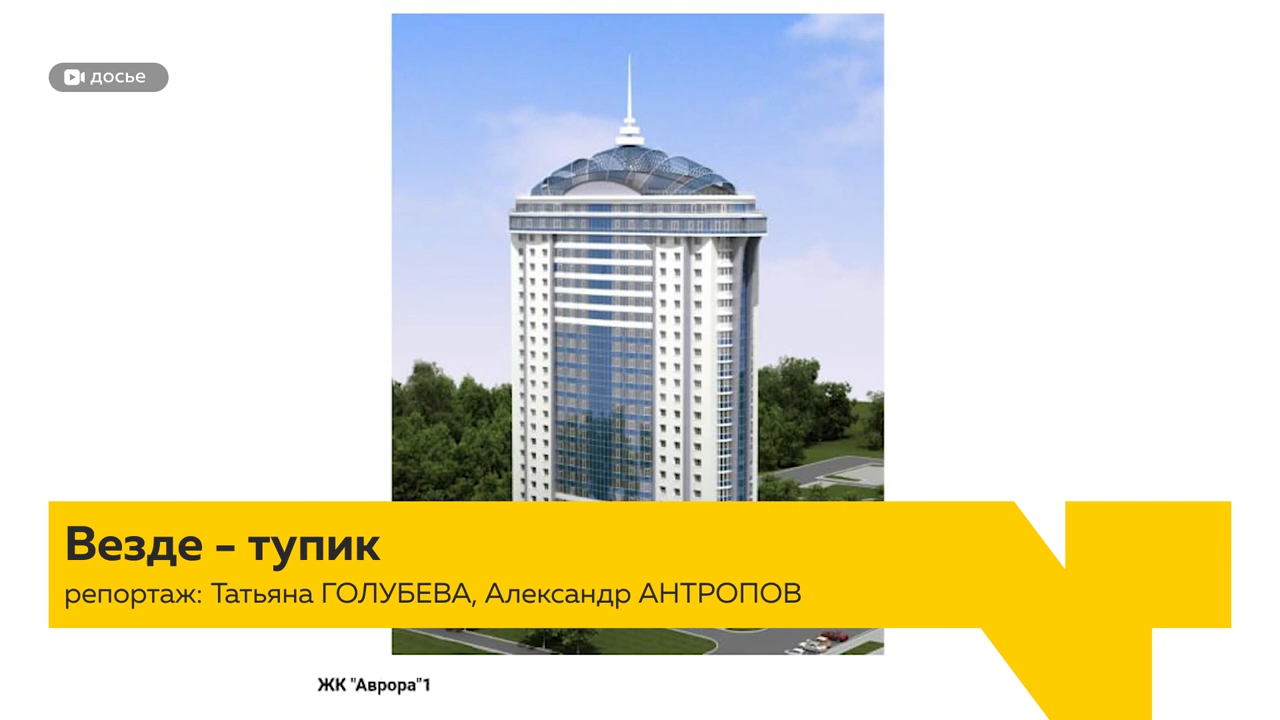 досье
Везде - тупик
репортаж: Татьяна ГОЛУБЕВА, Александр АНТРОПОВ
ЖК "Аврора"1